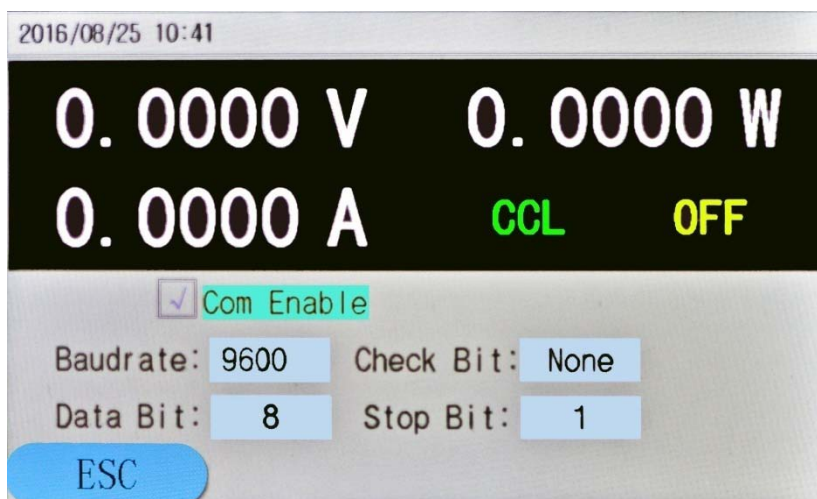 2016/08/25 10:41
0.0000 V 0.0000 W
0.0000 A CCL OFF
Com Enable
Baudrate: 9600 Check Bit: None
Data Bit: 8 Stop Bit: 1
ESC